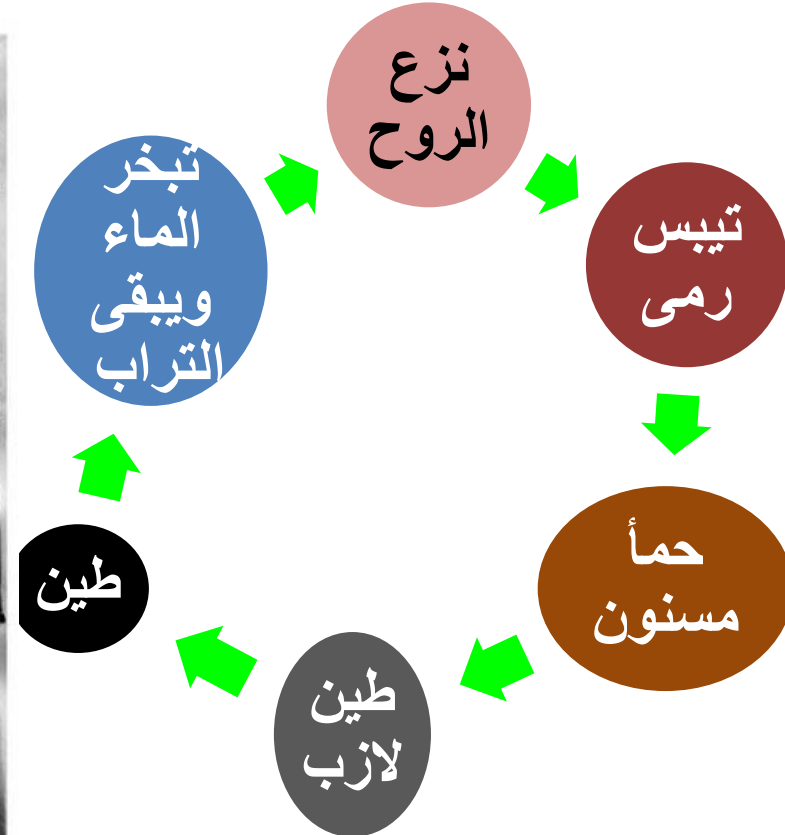 نزع
الروح
تيبس
رمى
حمأ
مسنون
طين
لازب
طين
تبخر
الماء
ويبقى
التراب